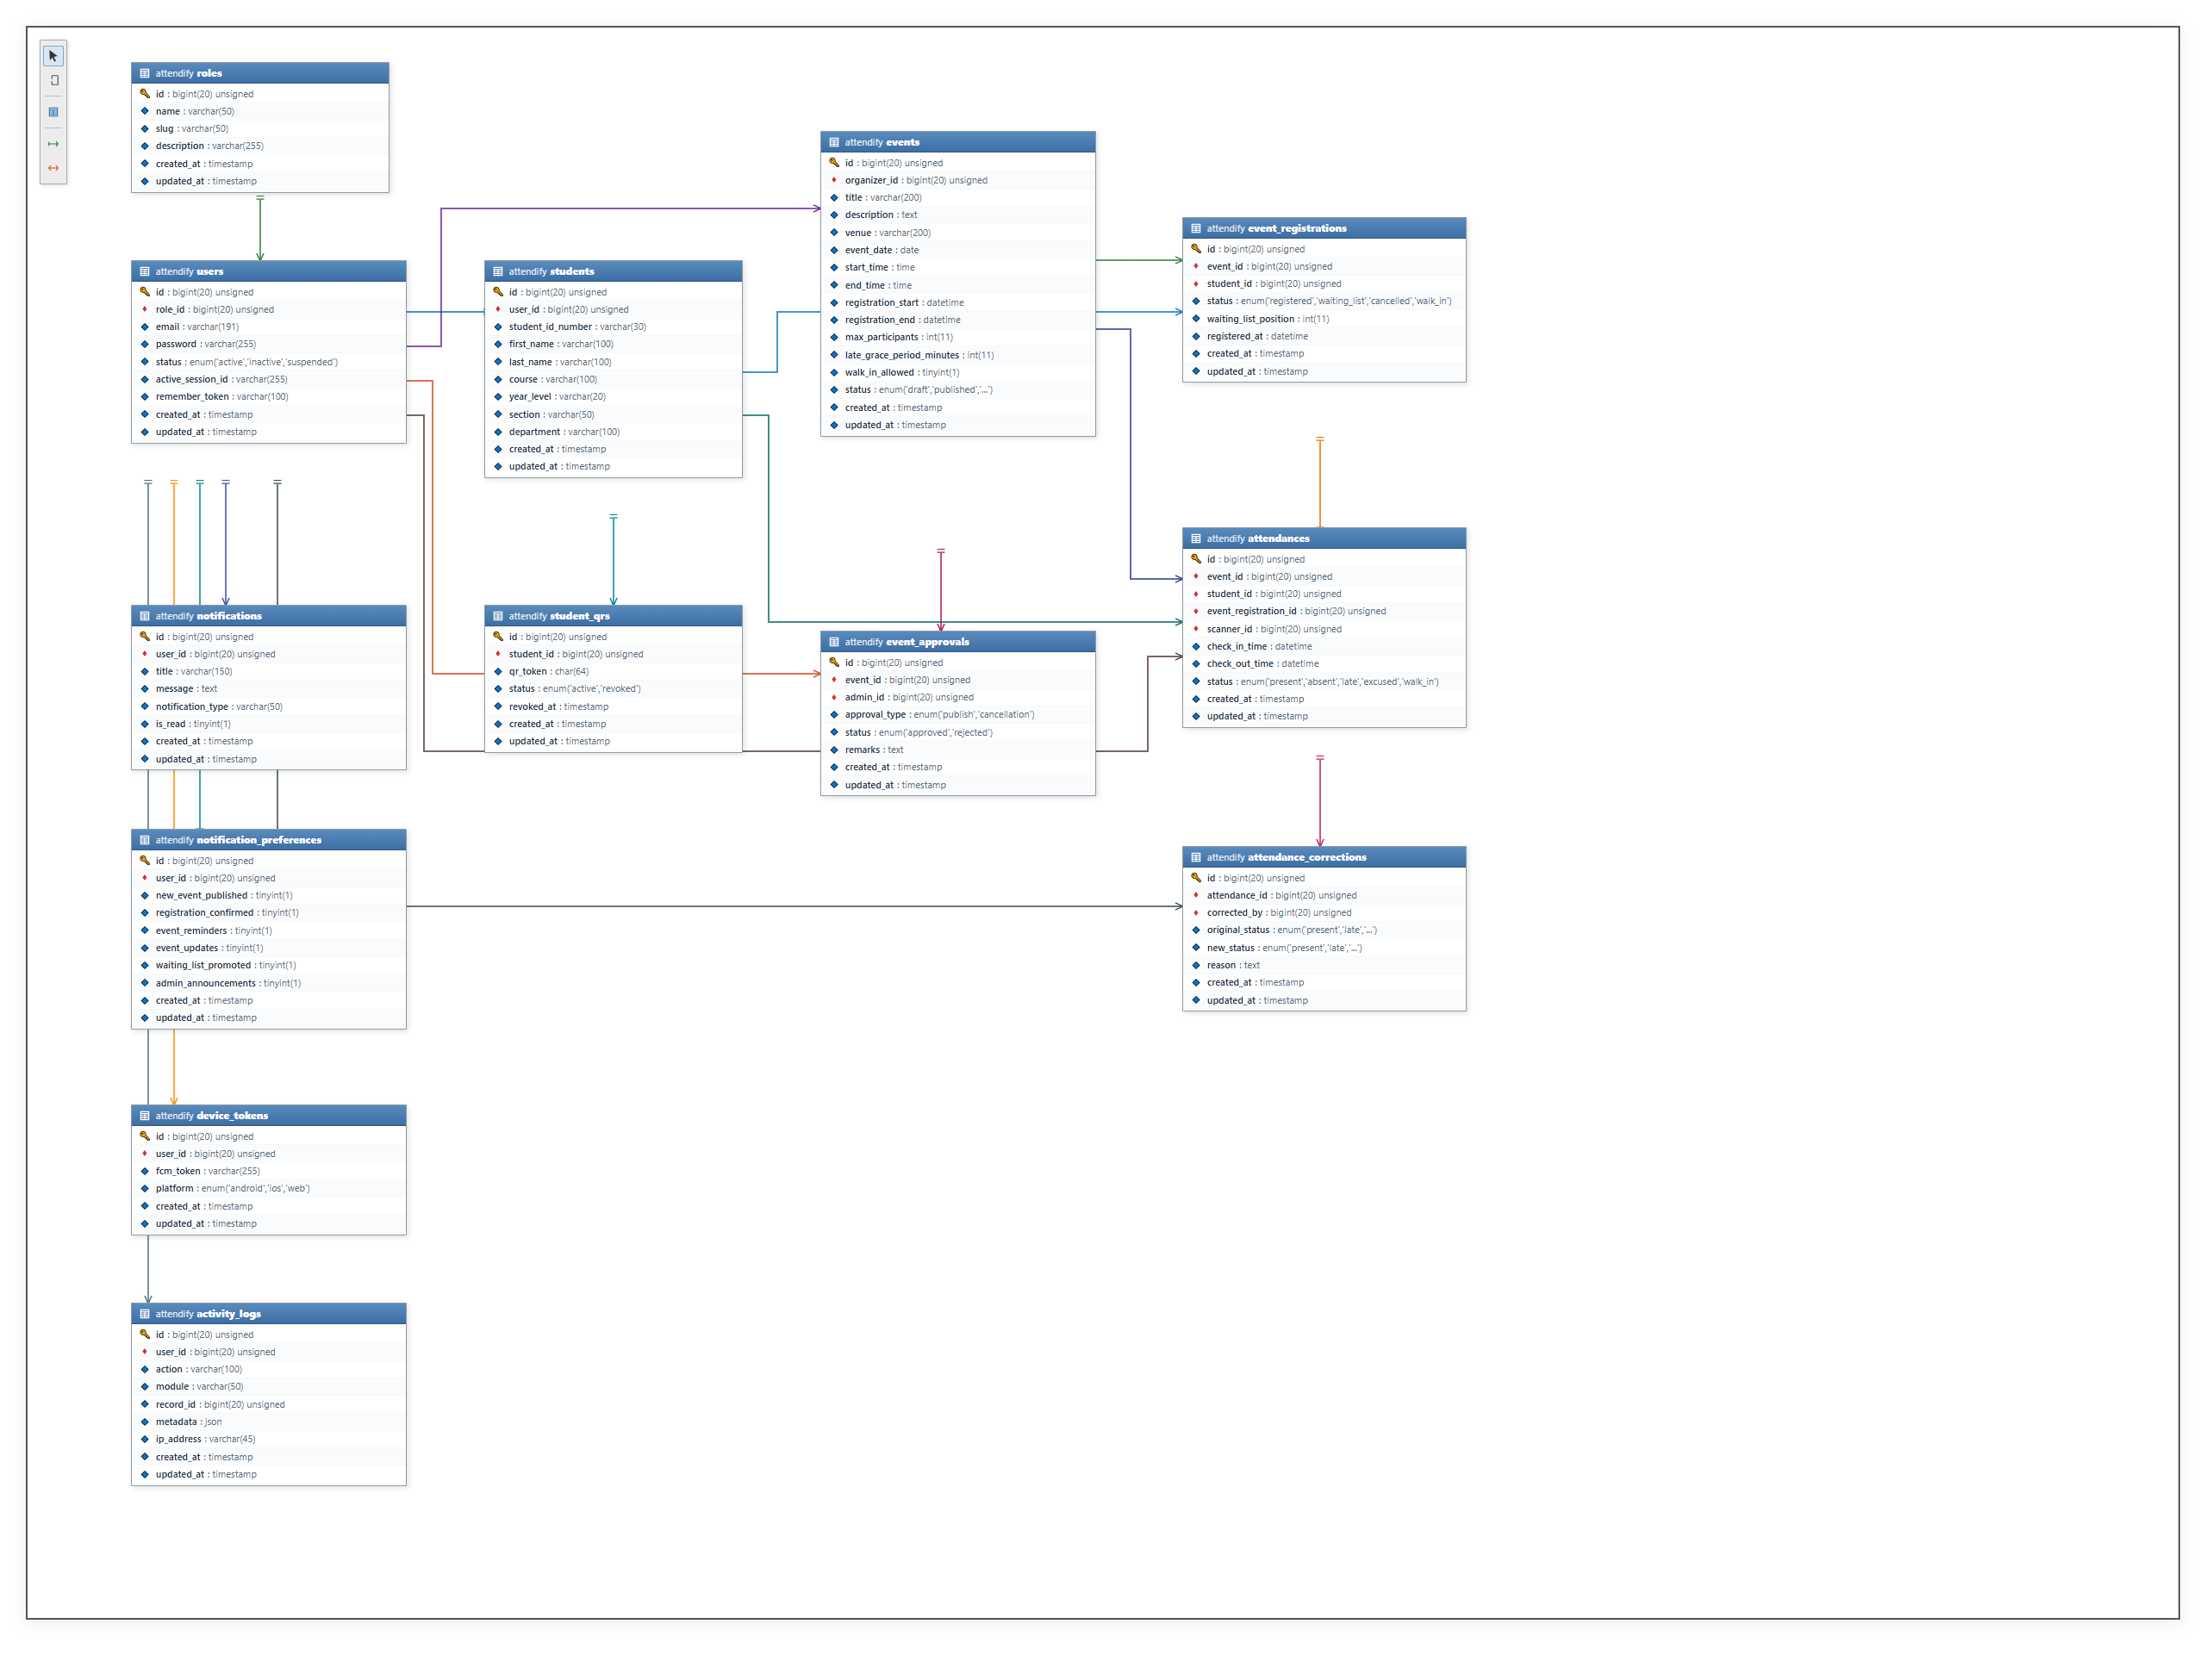 attendify roles
id : bigint(20) unsigned
name : varchar(50)
slug : varchar(50)
description : varchar(255)
created_at : timestamp
updated_at : timestamp
attendify users
id : bigint(20) unsigned
role_id : bigint(20) unsigned
email : varchar(191)
password : varchar(255)
status : enum('active','inactive','suspended')
active_session_id : varchar(255)
remember_token : varchar(100)
created_at : timestamp
updated_at : timestamp
attendify students
id : bigint(20) unsigned
user_id : bigint(20) unsigned
student_id_number : varchar(30)
first_name : varchar(100)
last_name : varchar(100)
course : varchar(100)
year_level : varchar(20)
section : varchar(50)
department : varchar(100)
created_at : timestamp
updated_at : timestamp
attendify events
id : bigint(20) unsigned
organizer_id : bigint(20) unsigned
title : varchar(200)
description : text
venue : varchar(200)
event_date : date
start_time : time
end_time : time
registration_start : datetime
registration_end : datetime
max_participants : int(11)
late_grace_period_minutes : int(11)
walk_in_allowed : tinyint(1)
status : enum('draft','published','...')
created_at : timestamp
updated_at : timestamp
attendify event_registrations
id : bigint(20) unsigned
event_id : bigint(20) unsigned
student_id : bigint(20) unsigned
status : enum('registered','waiting_list','cancelled','walk_in')
waiting_list_position : int(11)
registered_at : datetime
created_at : timestamp
updated_at : timestamp
attendify notifications
id : bigint(20) unsigned
user_id : bigint(20) unsigned
title : varchar(150)
message : text
notification_type : varchar(50)
is_read : tinyint(1)
created_at : timestamp
updated_at : timestamp
attendify student_qrs
id : bigint(20) unsigned
student_id : bigint(20) unsigned
qr_token : char(64)
status : enum('active','revoked')
revoked_at : timestamp
created_at : timestamp
updated_at : timestamp
attendify event_approvals
id : bigint(20) unsigned
event_id : bigint(20) unsigned
admin_id : bigint(20) unsigned
approval_type : enum('publish','cancellation')
status : enum('approved','rejected')
remarks : text
created_at : timestamp
updated_at : timestamp
attendify attendances
id : bigint(20) unsigned
event_id : bigint(20) unsigned
student_id : bigint(20) unsigned
event_registration_id : bigint(20) unsigned
scanner_id : bigint(20) unsigned
check_in_time : datetime
check_out_time : datetime
status : enum('present','absent','late','excused','walk_in')
created_at : timestamp
updated_at : timestamp
attendify notification_preferences
id : bigint(20) unsigned
user_id : bigint(20) unsigned
new_event_published : tinyint(1)
registration_confirmed : tinyint(1)
event_reminders : tinyint(1)
event_updates : tinyint(1)
waiting_list_promoted : tinyint(1)
admin_announcements : tinyint(1)
created_at : timestamp
updated_at : timestamp
attendify attendance_corrections
id : bigint(20) unsigned
attendance_id : bigint(20) unsigned
corrected_by : bigint(20) unsigned
original_status : enum('present','late','...')
new_status : enum('present','late','...')
reason : text
created_at : timestamp
updated_at : timestamp
attendify device_tokens
id : bigint(20) unsigned
user_id : bigint(20) unsigned
fcm_token : varchar(255)
platform : enum('android','ios','web')
created_at : timestamp
updated_at : timestamp
attendify activity_logs
id : bigint(20) unsigned
user_id : bigint(20) unsigned
action : varchar(100)
module : varchar(50)
record_id : bigint(20) unsigned
metadata : json
ip_address : varchar(45)
created_at : timestamp
updated_at : timestamp